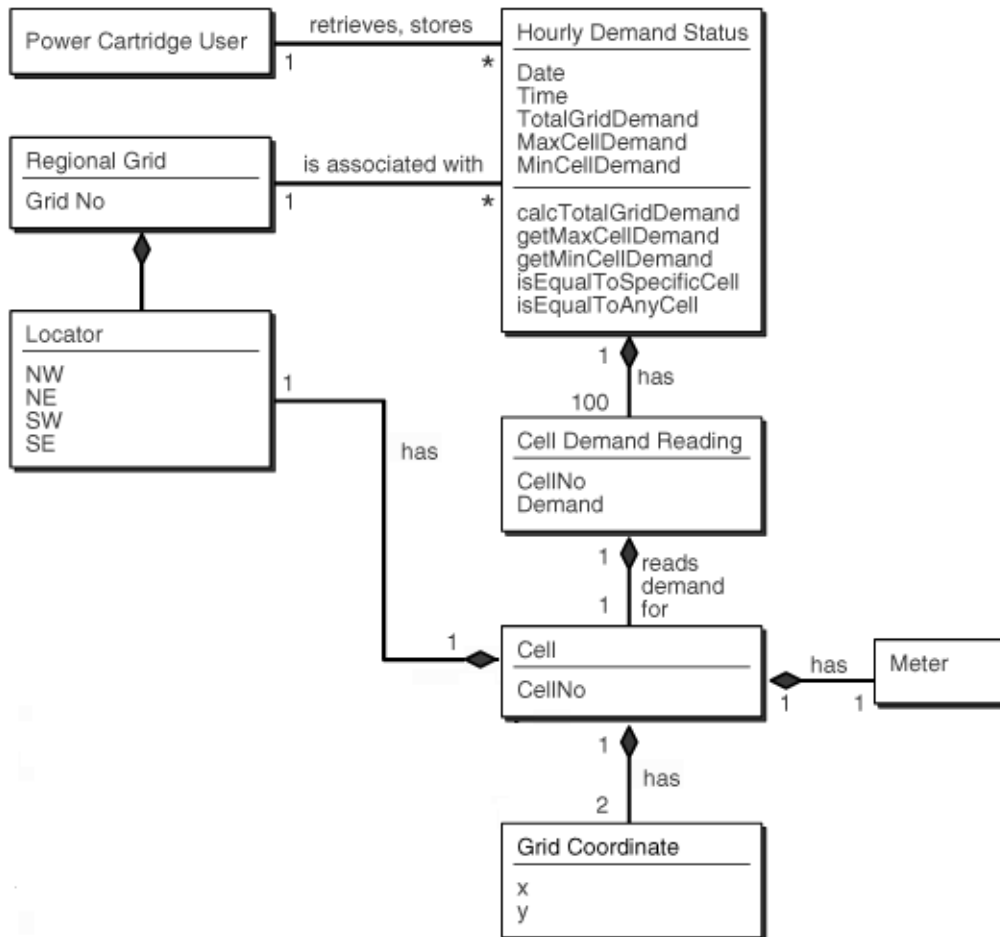 Power Cartridge User
retrieves, stores
1
*
Hourly Demand Status
Date
Time
TotalGridDemand
MaxCellDemand
MinCellDemand
calcTotalGridDemand
getMaxCellDemand
getMinCellDemand
isEqualToSpecificCell
isEqualToAnyCell
Regional Grid
Grid No
is associated with
1
*
Locator
NW
NE
SW
SE
1
has
1
1
has
100
Cell Demand Reading
CellNo
Demand
1
reads
demand
for
1
Cell
CellNo
has
1
1
Meter
1
has
2
Grid Coordinate
x
y